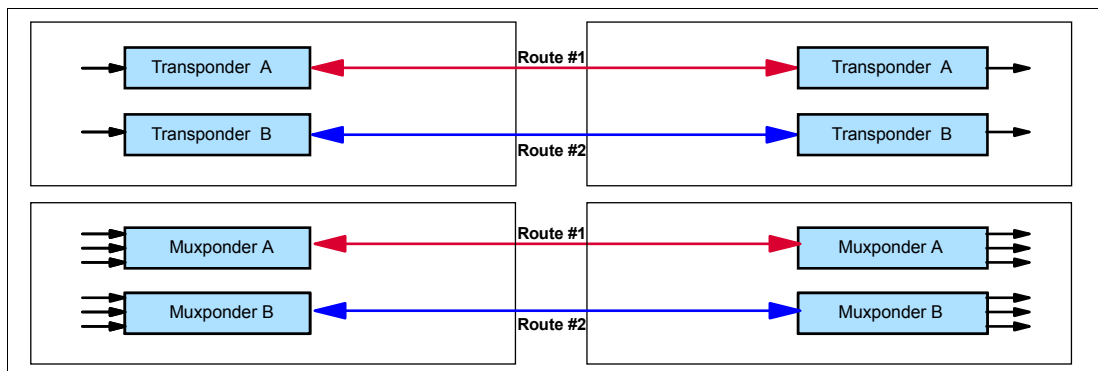 Route #1
Transponder A
Transponder A
Transponder B
Transponder B
Route #2
Route #1
Muxponder A
Muxponder A
Muxponder B
Muxponder B
Route #2